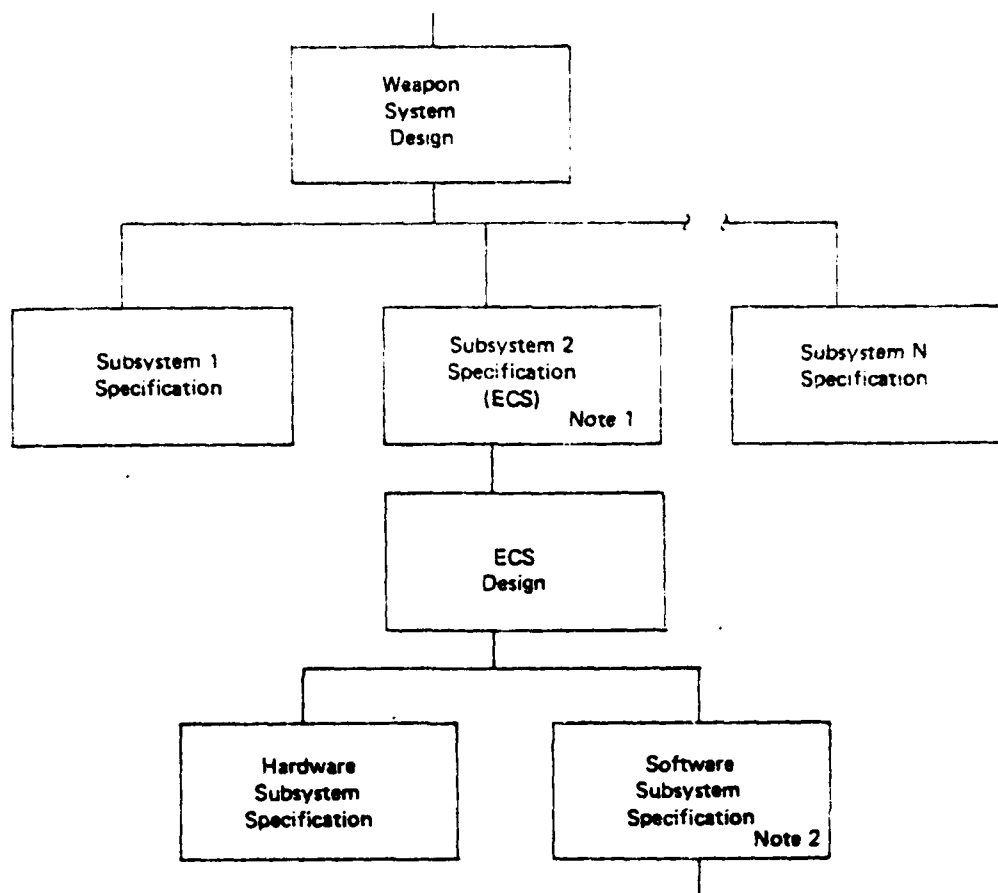 Weapon
System
Design
Subsystem 1
Specification
Subsystem 2
Specification
(ECS)
Note 1
Subsystem N
Specification
ECS
Design
Hardware
Subsystem
Specification
Software
Subsystem
Specification
Note 2